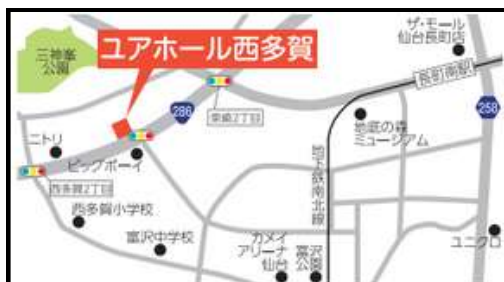 三神峯
公園
ユアホール西多賀
ザ・モール
仙台長町店
長町南駅
286
258
ニトリ
ビッグボーイ
西多賀2丁目
地底の森
ミュージアム
地下鉄南北線
西多賀小学校
富沢中学校
カメイ
アリーナ
仙台
富沢
公園
ユニクロ